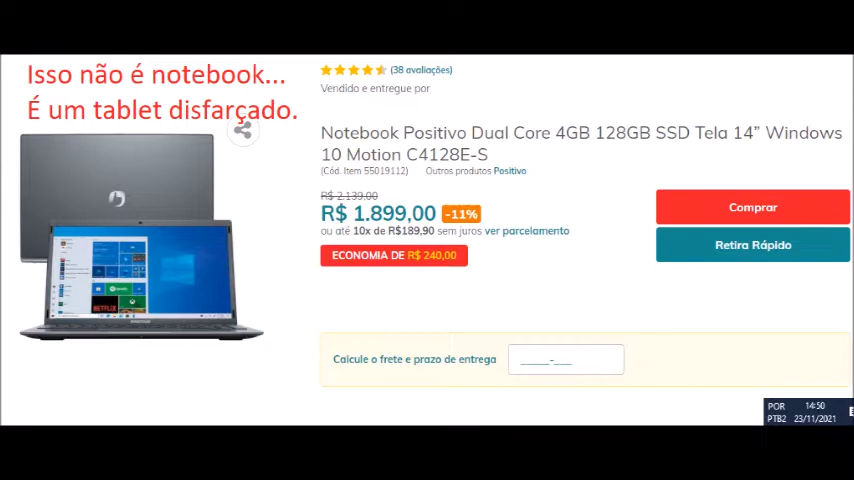 Isso não é notebook...
É um tablet disfarçado.
(38 avaliações)
Vendido e entregue por
Notebook Positivo Dual Core 4GB 128GB SSD Tela 14” Windows
10 Motion C4128E-S
(Cód. Item 55019112) Outros produtos Positivo
R$ 2.139,00
R$ 1.899,00 -11%
ou até 10x de R$189,90 sem juros ver parcelamento
ECONOMIA DE R$ 240,00
Comprar
Retira Rápido
NETFLIX
Calcule o frete e prazo de entrega
POR 14:50
PTB2 23/11/2021